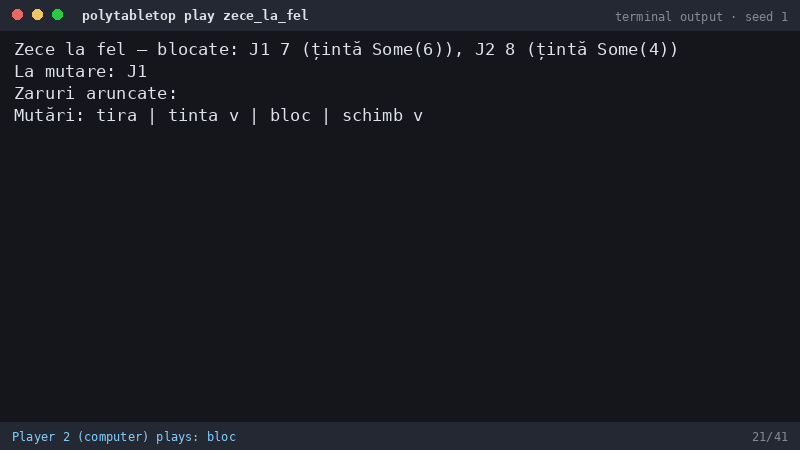 polytabletop play zece_la_fel
terminal output · seed 1
Zece la fel — blocate: J1 7 (țintă Some(6)), J2 8 (țintă Some(4))
La mutare: J1
Zaruri aruncate:
Mutări: tira | tinta v | bloc | schimb v
Player 2 (computer) plays: bloc
21/41